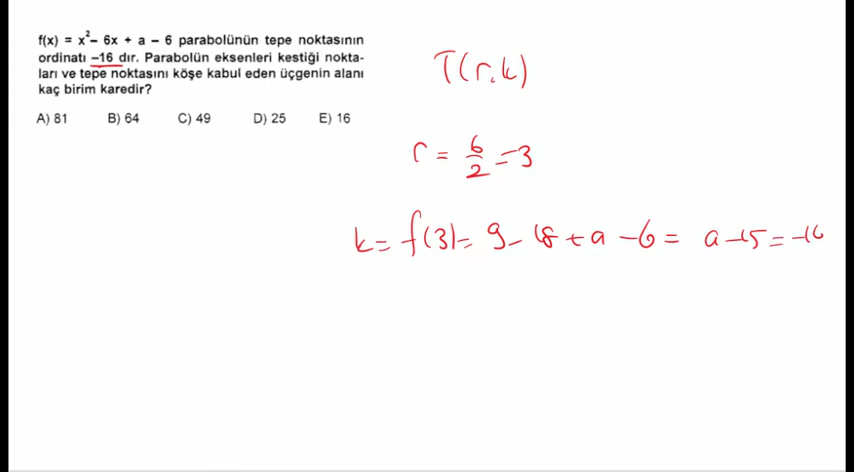 f(x) = x² – 6x + a – 6 parabolünün tepe noktasının
ordinatı –16 dır. Parabolün eksenleri kestiği nokta-
ları ve tepe noktasını köşe kabul eden üçgenin alanı
kaç birim karedir?
A) 81 B) 64 C) 49 D) 25 E) 16
T(r,k)
r = 6/2 = 3
k = f(3) = 9 – 18 + a – 6 = a – 15 = –16